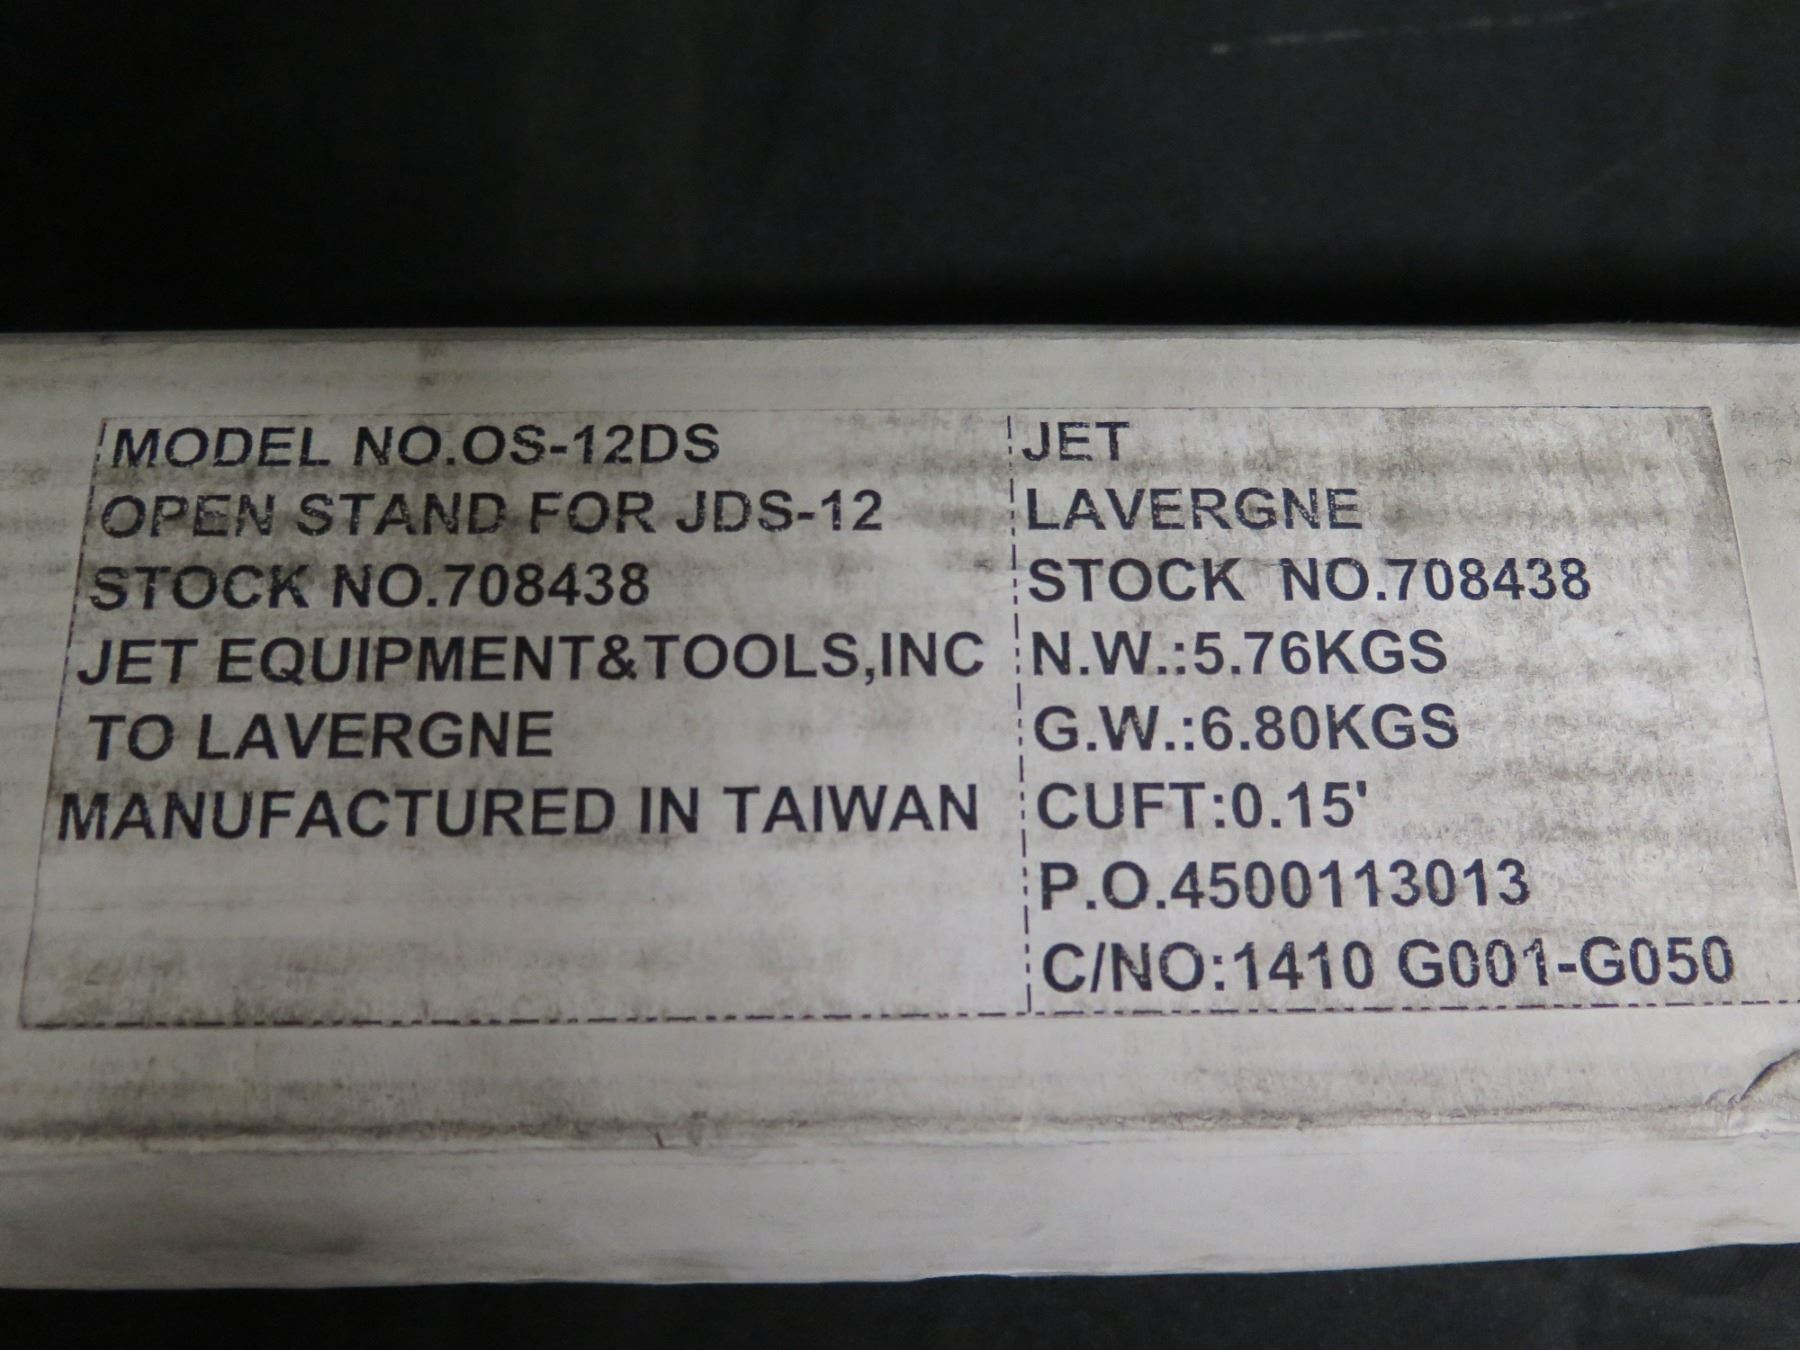 MODEL NO.OS-12DS
OPEN STAND FOR JDS-12
STOCK NO.708438
JET EQUIPMENT&TOOLS,INC
TO LAVERGNE
MANUFACTURED IN TAIWAN
JET
LAVERGNE
STOCK NO.708438
N.W.:5.76KGS
G.W.:6.80KGS
CUFT:0.15'
P.O.4500113013
C/NO:1410 G001-G050